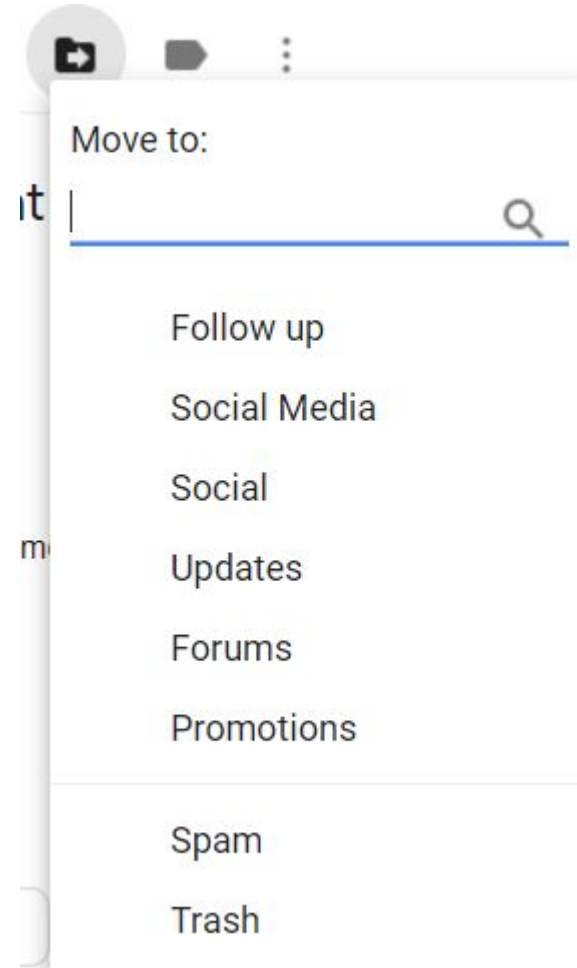 Move to:
Follow up
Social Media
Social
Updates
Forums
Promotions
Spam
Trash